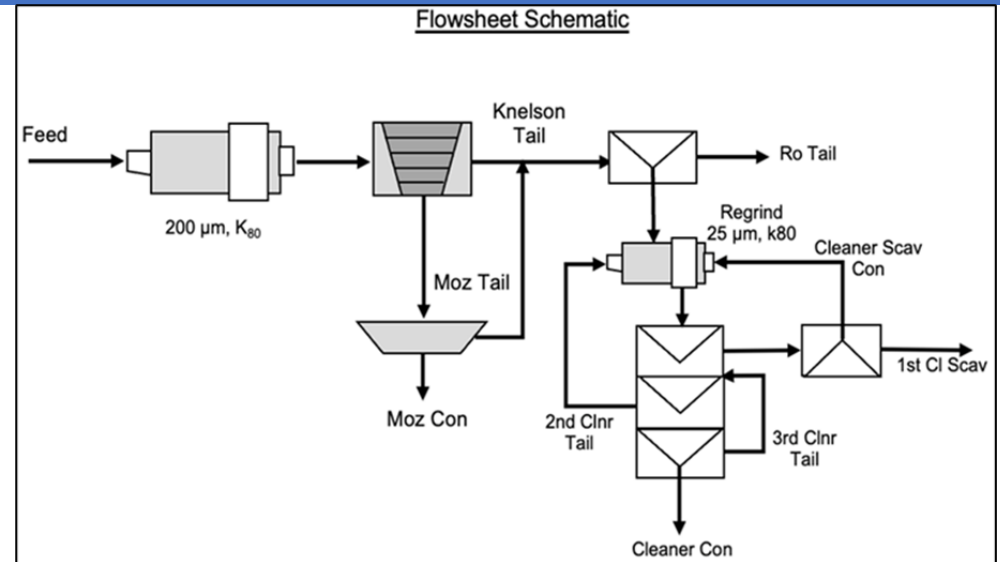 Flowsheet Schematic
Feed
200 µm, K80
Knelson
Tail
Ro Tail
Regrind
25 µm, k80
Cleaner Scav
Con
Moz Tail
Moz Con
1st Cl Scav
2nd Clnr
Tail
3rd Clnr
Tail
Cleaner Con